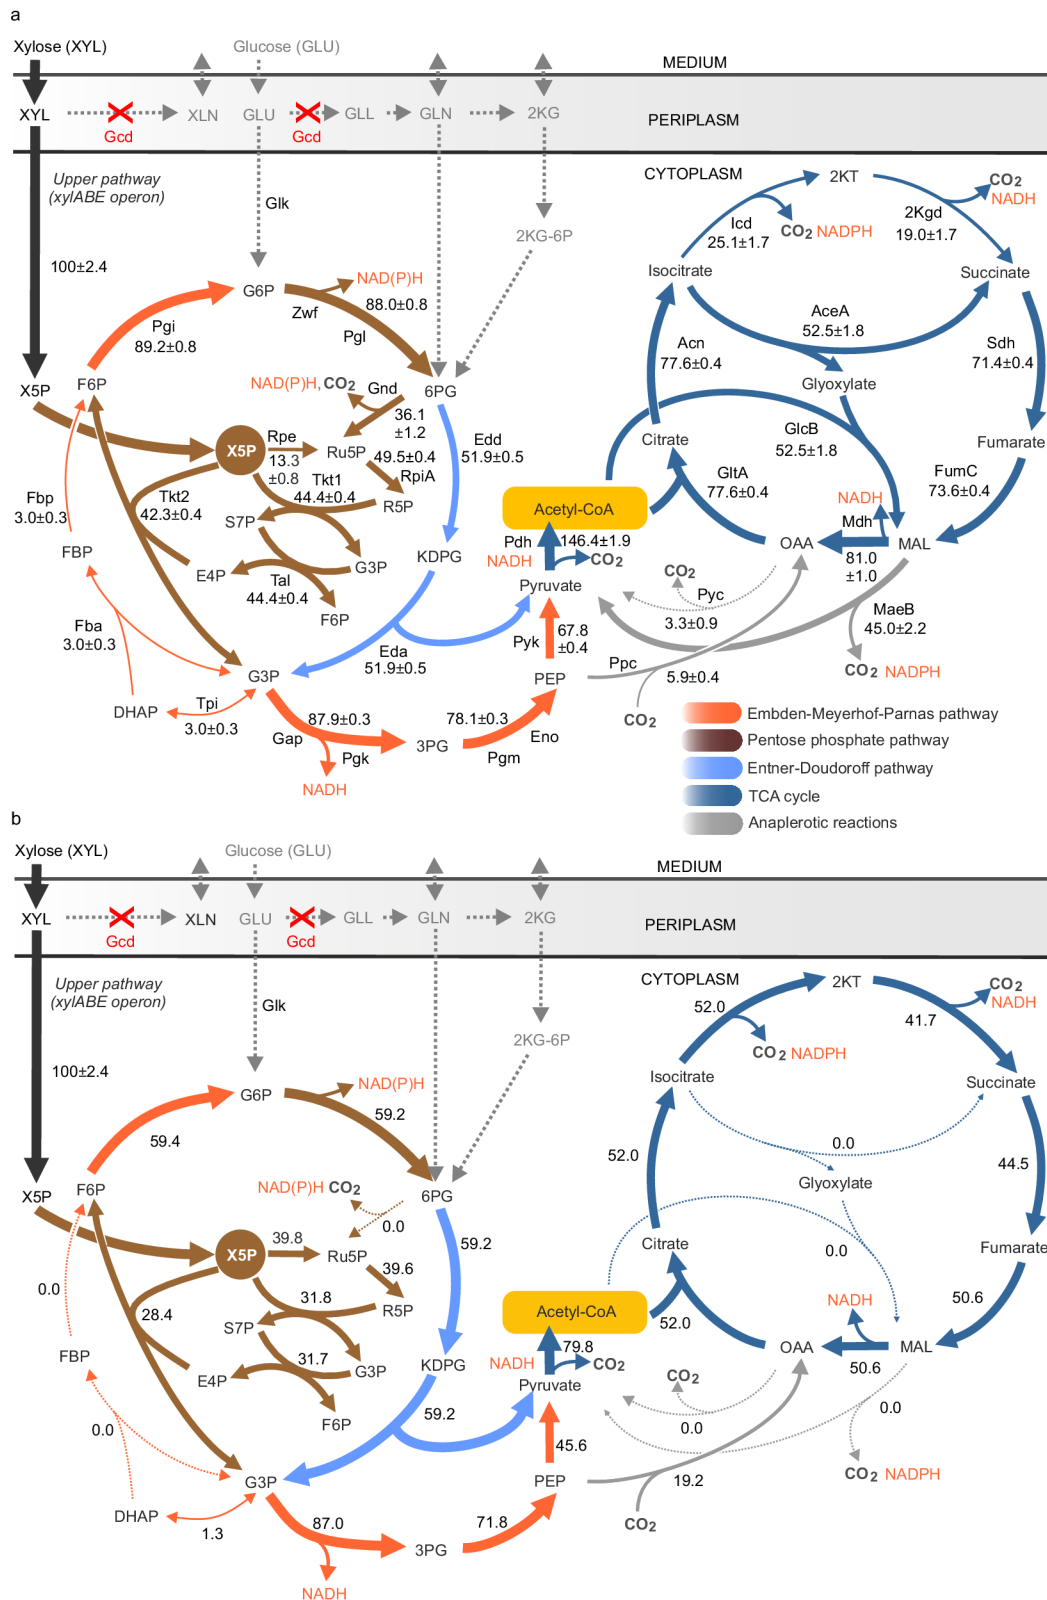 a
Xylose (XYL)
Glucose (GLU)
MEDIUM
XYL
XLN
GLU
GLL
GLN
2KG
Gcd
Gcd
PERIPLASM
Upper pathway
(xylABE operon)
CYTOPLASM
2KT
CO2
NADH
Glk
Icd
25.1±1.7
CO2 NADPH
2Kgd
19.0±1.7
2KG-6P
100±2.4
Isocitrate
Succinate
NAD(P)H
G6P
88.0±0.8
Zwf
Pgl
Pgi
89.2±0.8
AceA
52.5±1.8
Acn
77.6±0.4
Sdh
71.4±0.4
X5P
F6P
NAD(P)H, CO2
Gnd
6PG
Glyoxylate
36.1
±1.2
GlcB
52.5±1.8
Rpe
X5P
13.3
±0.8
Ru5P
49.5±0.4
RpiA
Edd
51.9±0.5
Citrate
Fumarate
Tkt1
44.4±0.4
Tkt2
42.3±0.4
GltA
77.6±0.4
FumC
73.6±0.4
Fbp
3.0±0.3
R5P
S7P
Acetyl-CoA
NADH
Mdh
FBP
KDPG
Pdh
146.4±1.9
NADH
CO2
OAA
MAL
81.0
±1.0
E4P
G3P
Tal
44.4±0.4
Pyruvate
CO2
Pyc
3.3±0.9
MaeB
45.0±2.2
F6P
Fba
3.0±0.3
Eda
51.9±0.5
Pyk
67.8
±0.4
Ppc
5.9±0.4
CO2 NADPH
G3P
PEP
DHAP
Tpi
3.0±0.3
CO2
87.9±0.3
Gap
Pgk
3PG
78.1±0.3
Eno
Pgm
NADH
Embden-Meyerhof-Parnas pathway
Pentose phosphate pathway
Entner-Doudoroff pathway
TCA cycle
Anaplerotic reactions
b
Xylose (XYL)
Glucose (GLU)
MEDIUM
XYL
XLN
GLU
GLL
GLN
2KG
Gcd
Gcd
PERIPLASM
Upper pathway
(xylABE operon)
CYTOPLASM
2KT
CO2
NADH
Glk
52.0
41.7
2KG-6P
CO2 NADPH
100±2.4
Isocitrate
Succinate
NAD(P)H
G6P
59.2
59.4
0.0
52.0
44.5
X5P
F6P
NAD(P)H CO2
6PG
Glyoxylate
0.0
39.8
X5P
Ru5P
59.2
Citrate
0.0
Fumarate
39.6
0.0
31.8
28.4
R5P
S7P
Acetyl-CoA
52.0
NADH
50.6
FBP
31.7
KDPG
79.8
NADH
CO2
OAA
MAL
50.6
E4P
G3P
Pyruvate
CO2
0.0
0.0
F6P
59.2
0.0
45.6
G3P
PEP
19.2
CO2 NADPH
DHAP
1.3
CO2
87.0
3PG
71.8
NADH